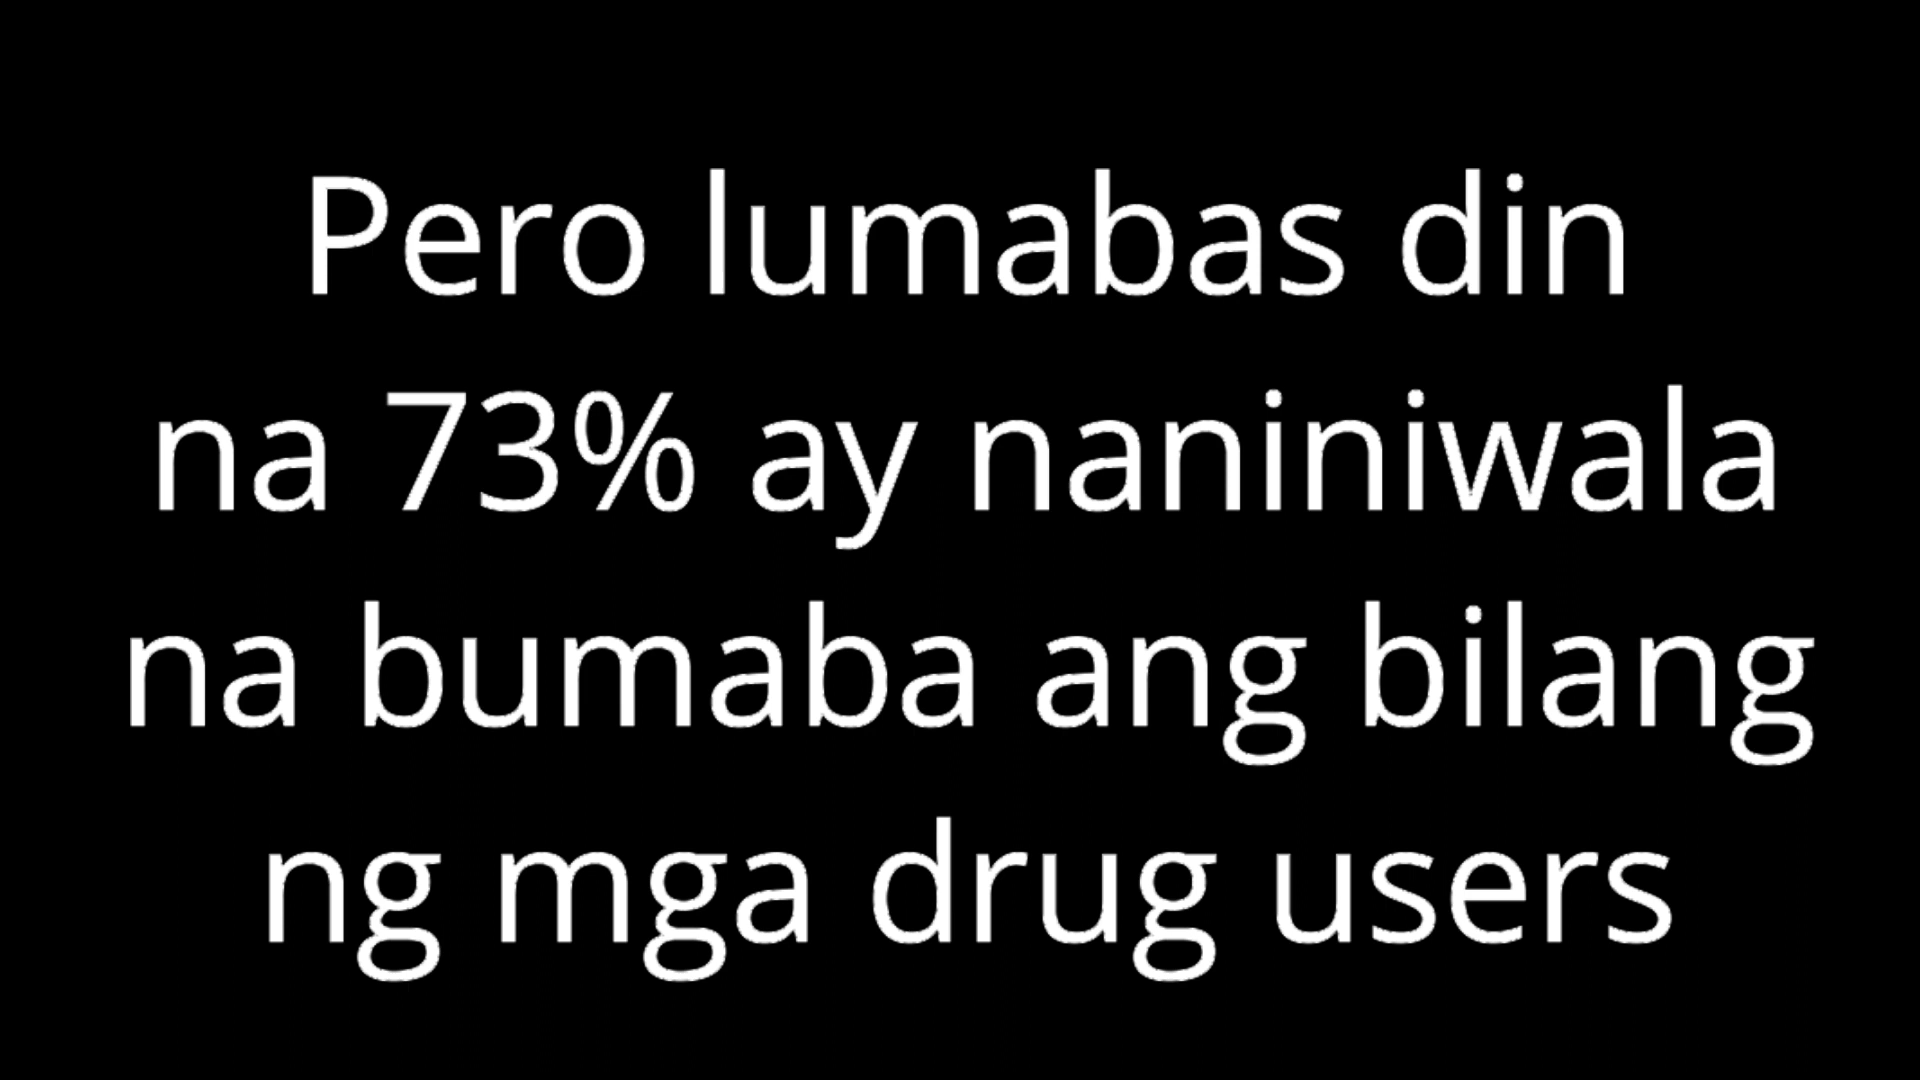 Pero lumabas din
na 73% ay naniniwala
na bumaba ang bilang
ng mga drug users